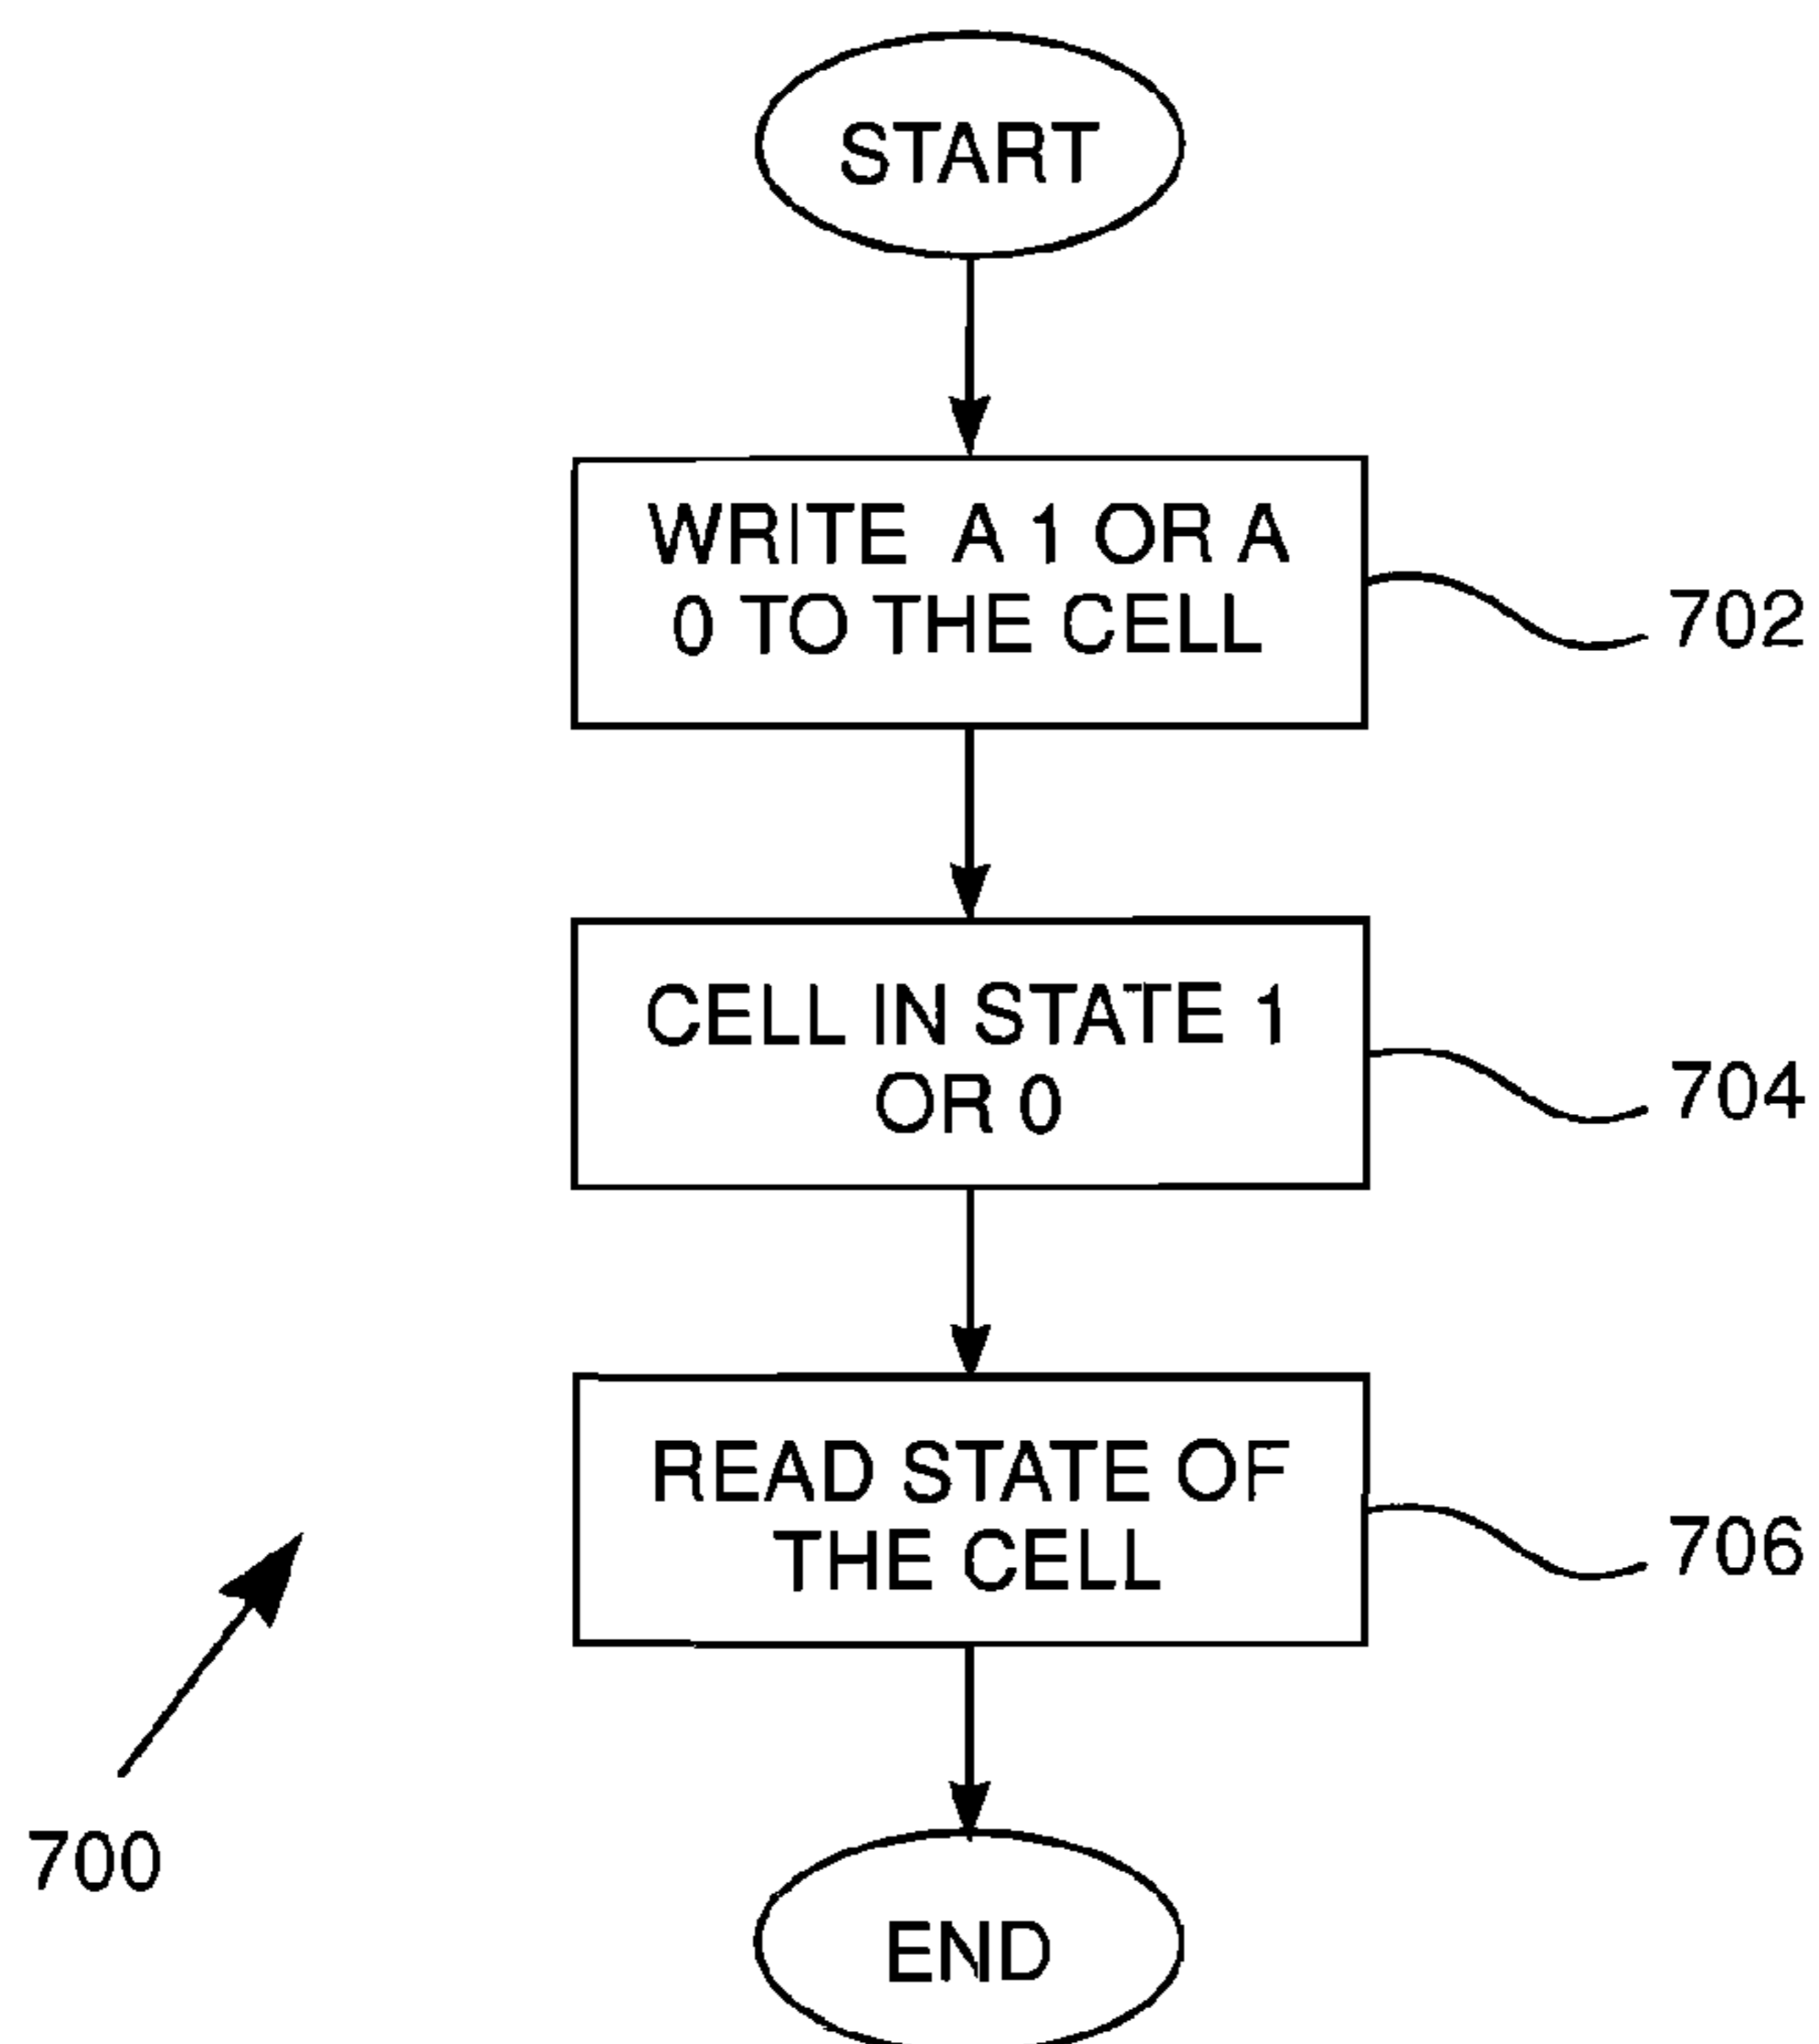 START
WRITE A 1 OR A
0 TO THE CELL
702
CELL IN STATE 1
OR 0
704
READ STATE OF
THE CELL
706
700
END